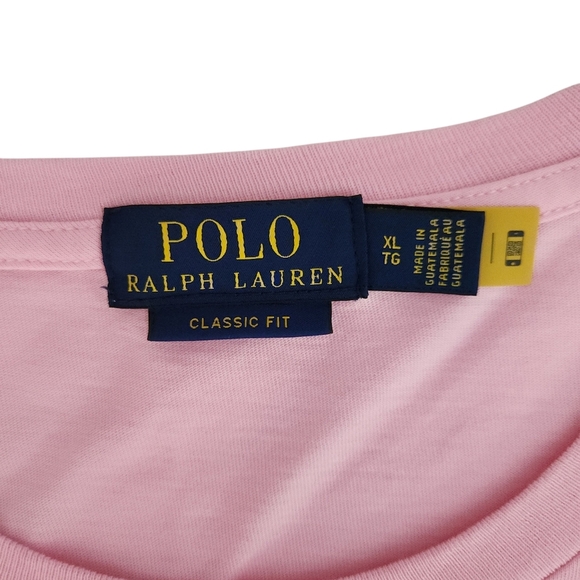 POLO
RALPH LAUREN
CLASSIC FIT
XL
TG
MADE IN
GUATEMALA
FABRIQUÉ AU
GUATEMALA